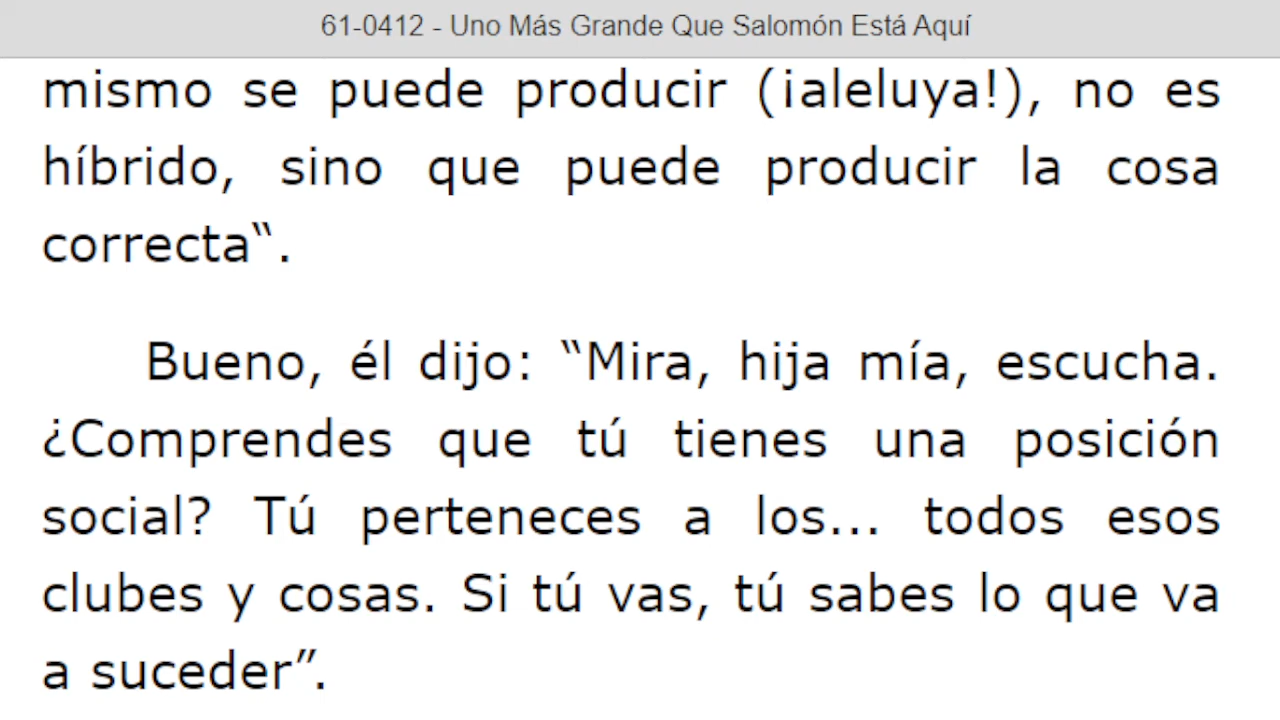 61-0412 - Uno Más Grande Que Salomón Está Aquí
mismo se puede producir (¡aleluya!), no es
híbrido, sino que puede producir la cosa
correcta‟.
Bueno, él dijo: “Mira, hija mía, escucha.
¿Comprendes que tú tienes una posición
social? Tú perteneces a los... todos esos
clubes y cosas. Si tú vas, tú sabes lo que va
a suceder”.